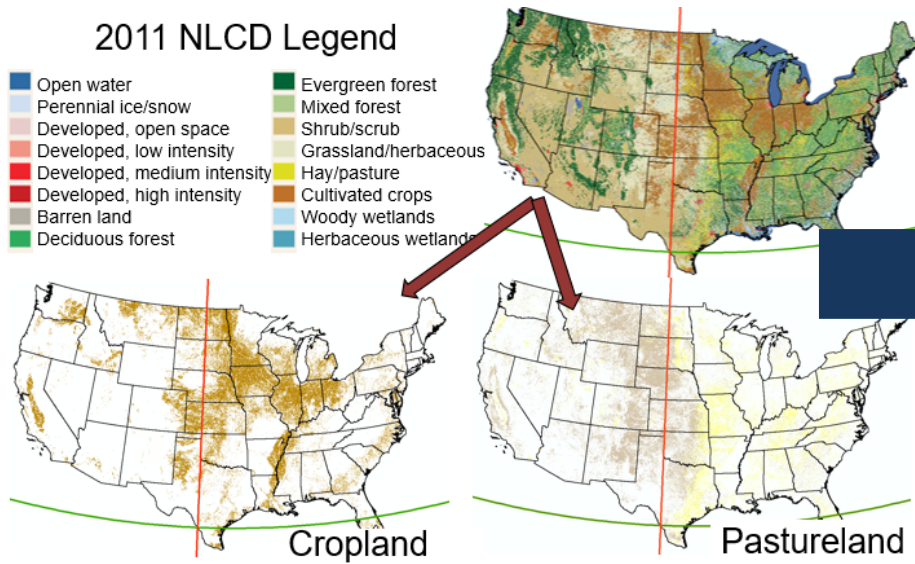 2011 NLCD Legend
Open water
Perennial ice/snow
Developed, open space
Developed, low intensity
Developed, medium intensity
Developed, high intensity
Barren land
Deciduous forest
Evergreen forest
Mixed forest
Shrub/scrub
Grassland/herbaceous
Hay/pasture
Cultivated crops
Woody wetlands
Herbaceous wetlands
Cropland
Pastureland